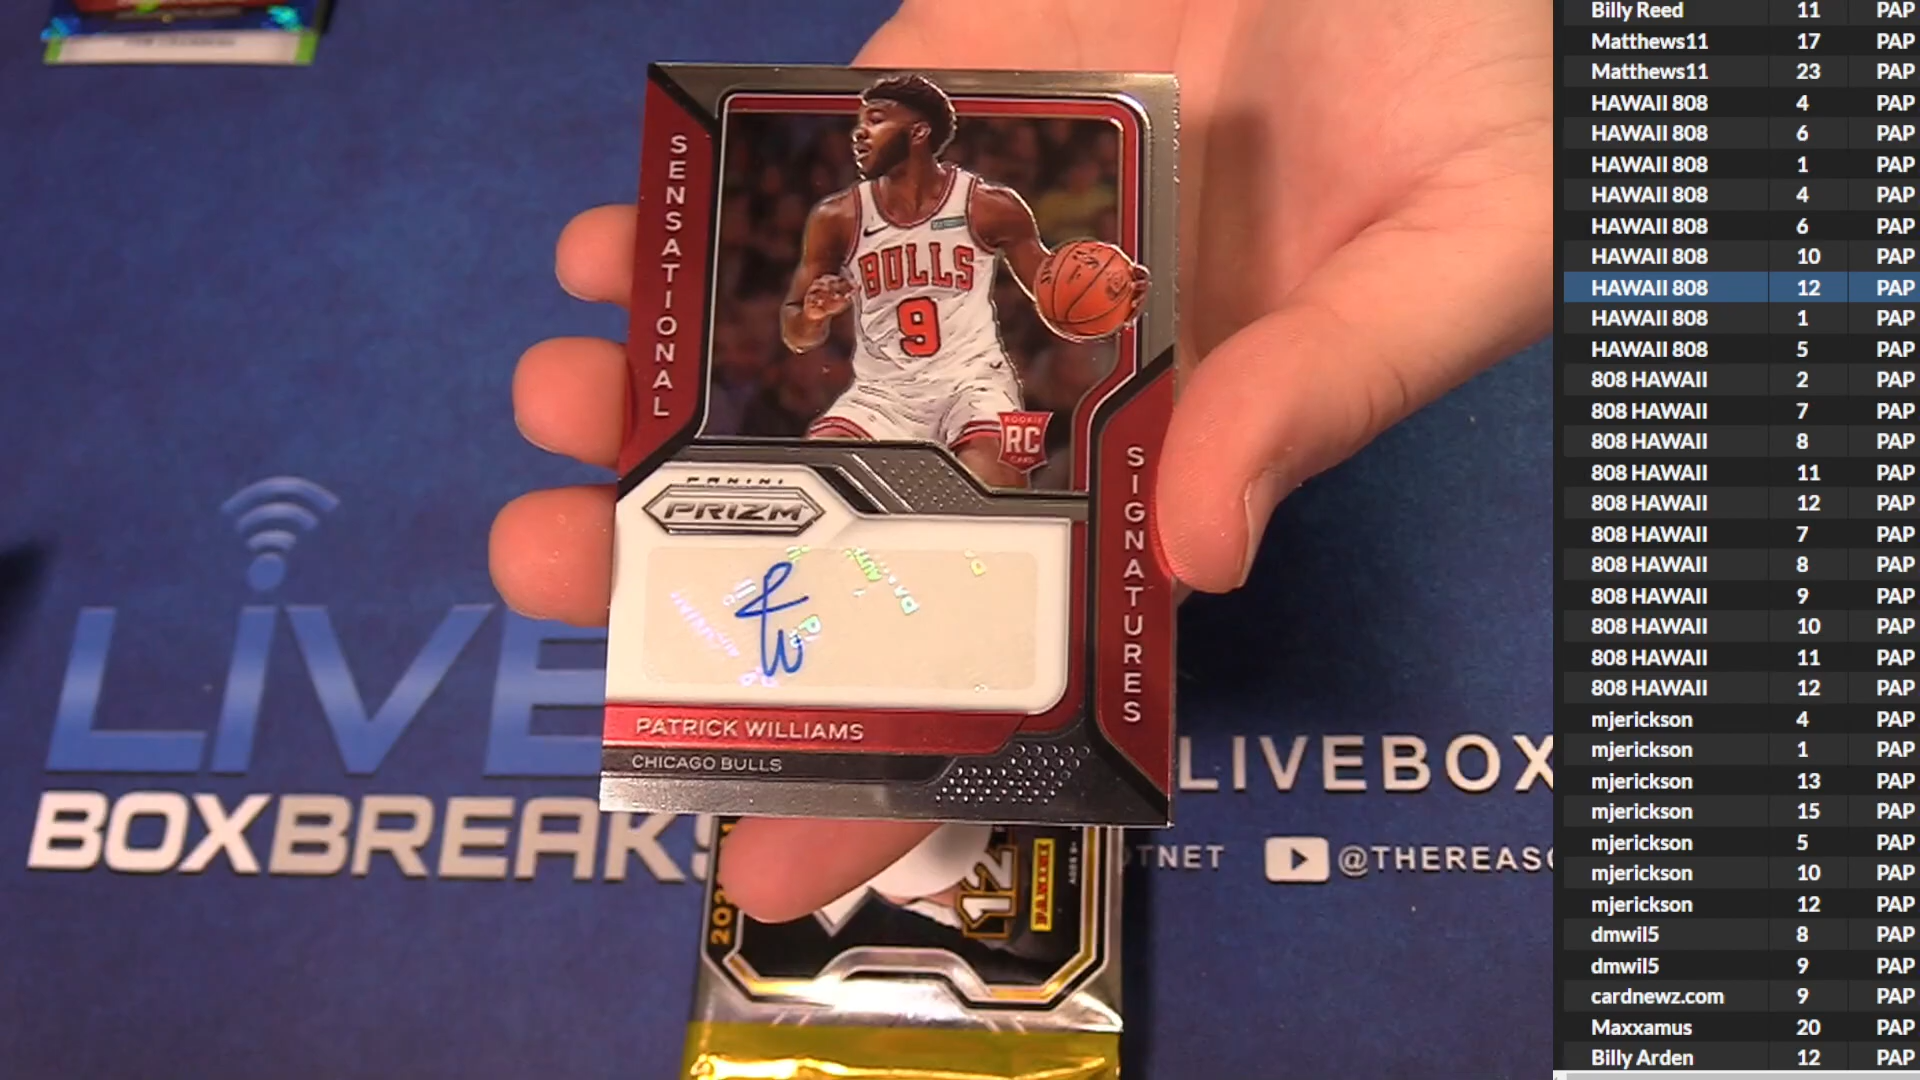 SENSATIONAL
BULLS
9
ROOKIE
RC
CARD
PANINI
PRIZM
SIGNATURES
PATRICK WILLIAMS
CHICAGO BULLS
LIVE
BOXBREAKS
LIVEBOX
OTNET
@THEREASO
12
PANINI
Billy Reed 11 PAP
Matthews11 17 PAP
Matthews11 23 PAP
HAWAII 808 4 PAP
HAWAII 808 6 PAP
HAWAII 808 1 PAP
HAWAII 808 4 PAP
HAWAII 808 6 PAP
HAWAII 808 10 PAP
HAWAII 808 12 PAP
HAWAII 808 1 PAP
HAWAII 808 5 PAP
808 HAWAII 2 PAP
808 HAWAII 7 PAP
808 HAWAII 8 PAP
808 HAWAII 11 PAP
808 HAWAII 12 PAP
808 HAWAII 7 PAP
808 HAWAII 8 PAP
808 HAWAII 9 PAP
808 HAWAII 10 PAP
808 HAWAII 11 PAP
808 HAWAII 12 PAP
mjerickson 4 PAP
mjerickson 1 PAP
mjerickson 13 PAP
mjerickson 15 PAP
mjerickson 5 PAP
mjerickson 10 PAP
mjerickson 12 PAP
dmwil5 8 PAP
dmwil5 9 PAP
cardnewz.com 9 PAP
Maxxamus 20 PAP
Billy Arden 12 PAP